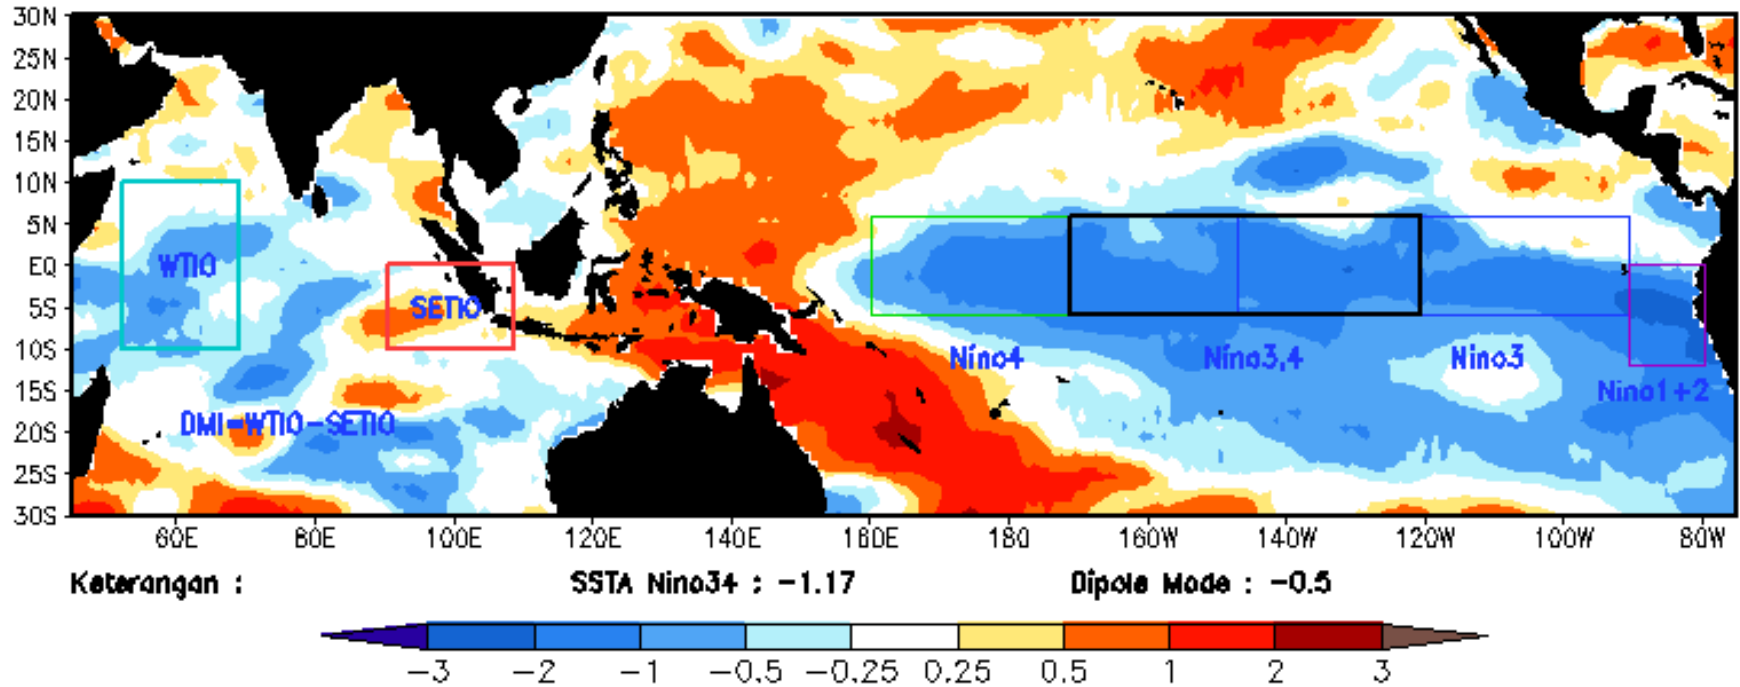 30N
25N
20N
15N
10N
5N
EQ
5S
10S
15S
20S
25S
30S
WTIO
SETIO
Nino4
Nino3,4
Nino3
Nino1+2
DMI=WTIO-SETIO
60E 80E 100E 120E 140E 160E 180 160W 140W 120W 100W 80W
Keterangan : SSTA Nino34 : -1.17 Dipole Mode : -0.5
-3 -2 -1 -0.5 -0.25 0.25 0.5 1 2 3